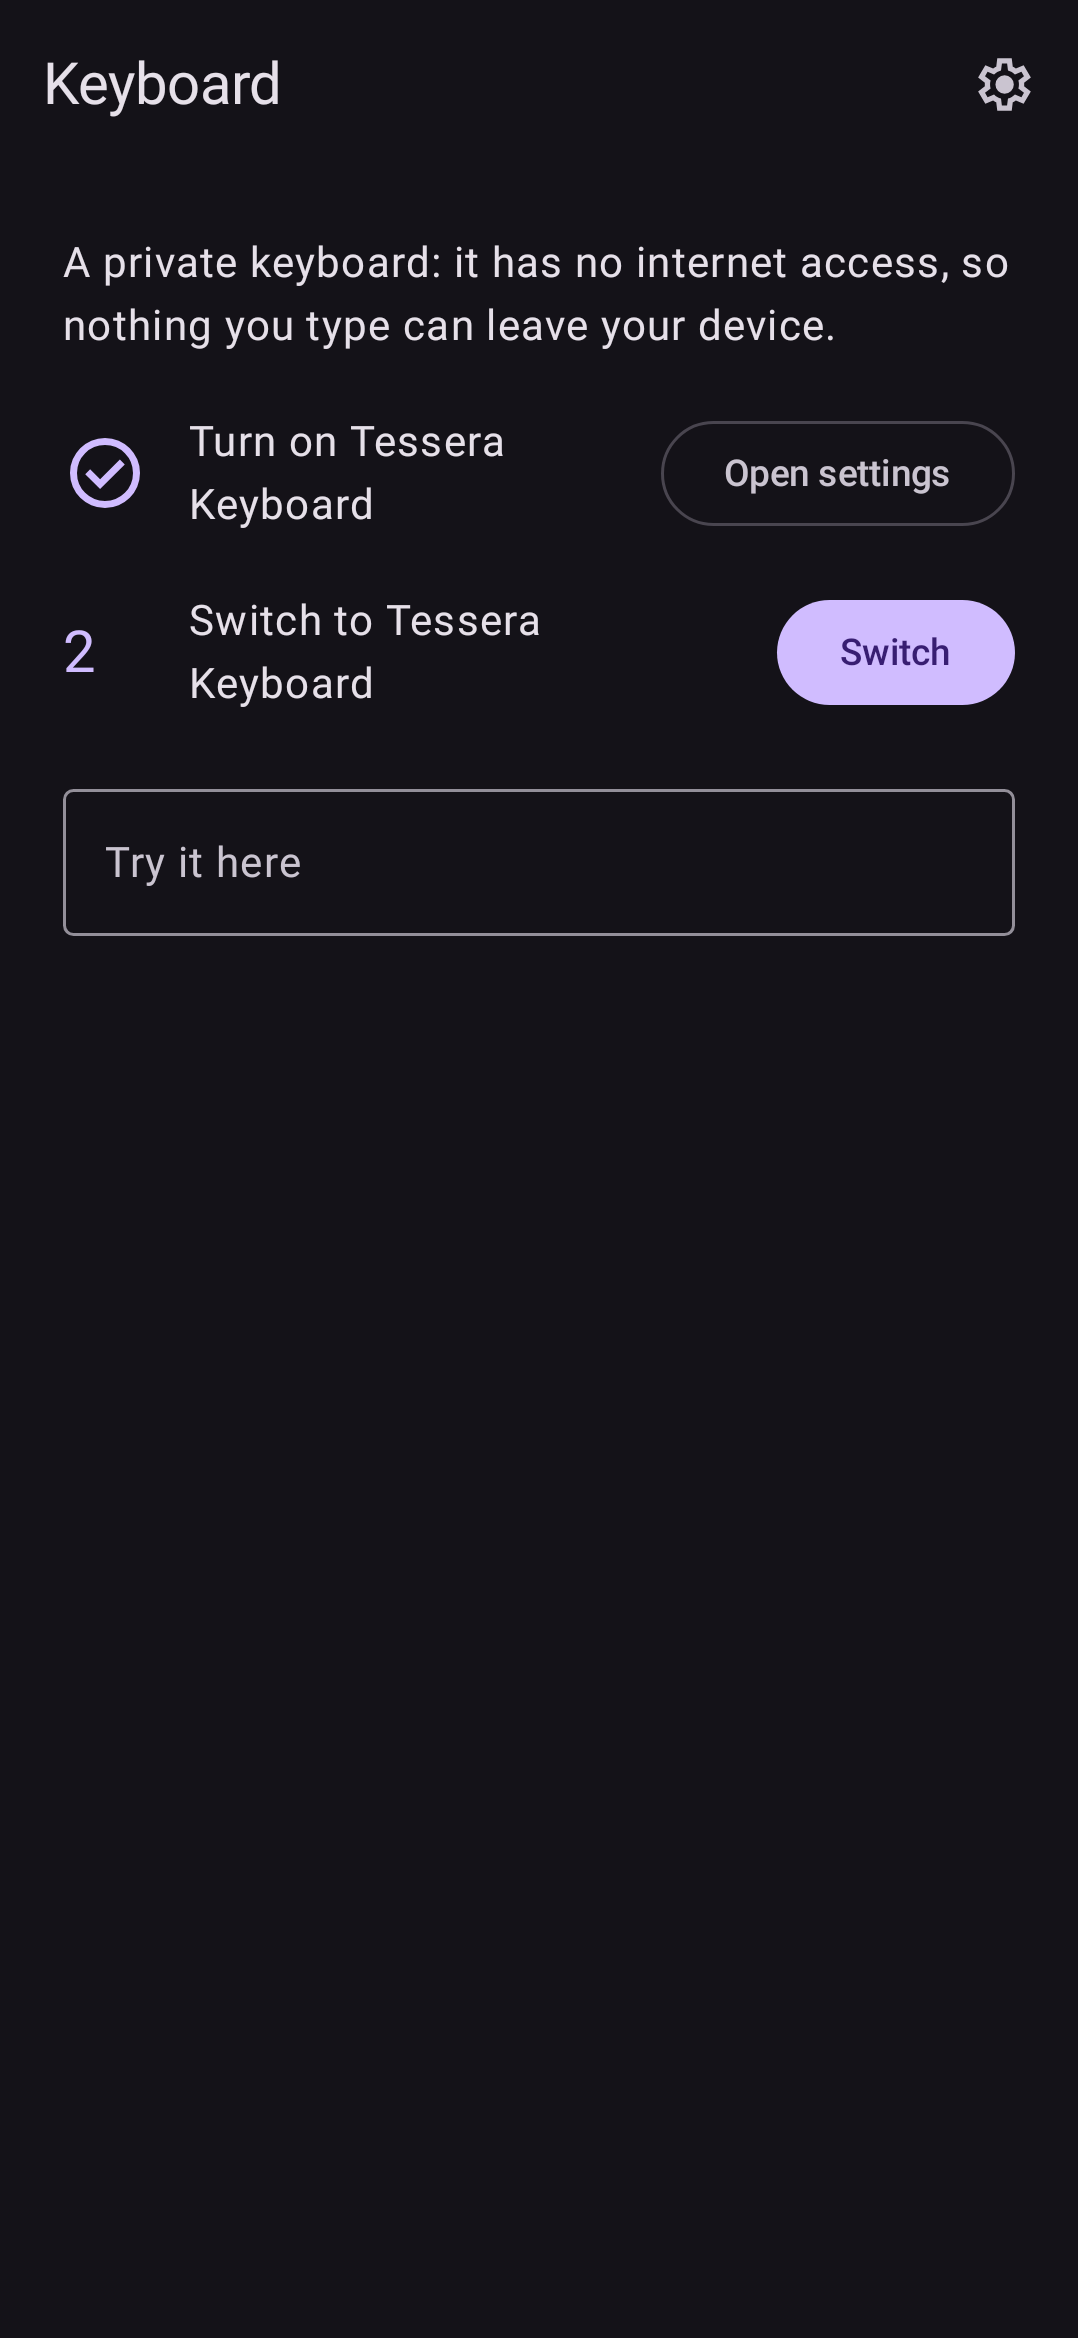 Keyboard
A private keyboard: it has no internet access, so
nothing you type can leave your device.
Turn on Tessera
Keyboard
Open settings
2
Switch to Tessera
Keyboard
Switch
Try it here